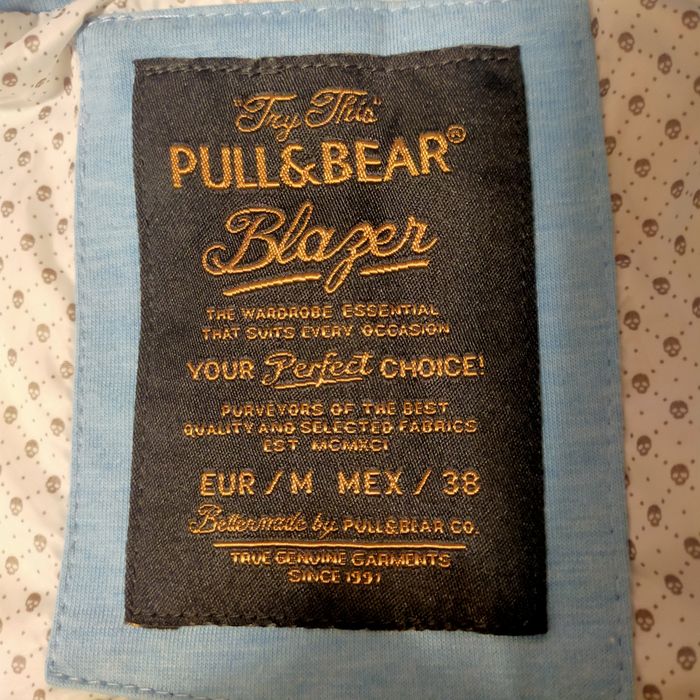 "Try This"
PULL&BEAR®
Blazer
THE WARDROBE ESSENTIAL
THAT SUITS EVERY OCCASION
YOUR Perfect CHOICE!
PURVEYORS OF THE BEST
QUALITY AND SELECTED FABRICS
EST MCMXCI
EUR / M MEX / 38
Bettermade by PULL&BEAR CO.
TRUE GENUINE GARMENTS
SINCE 1991